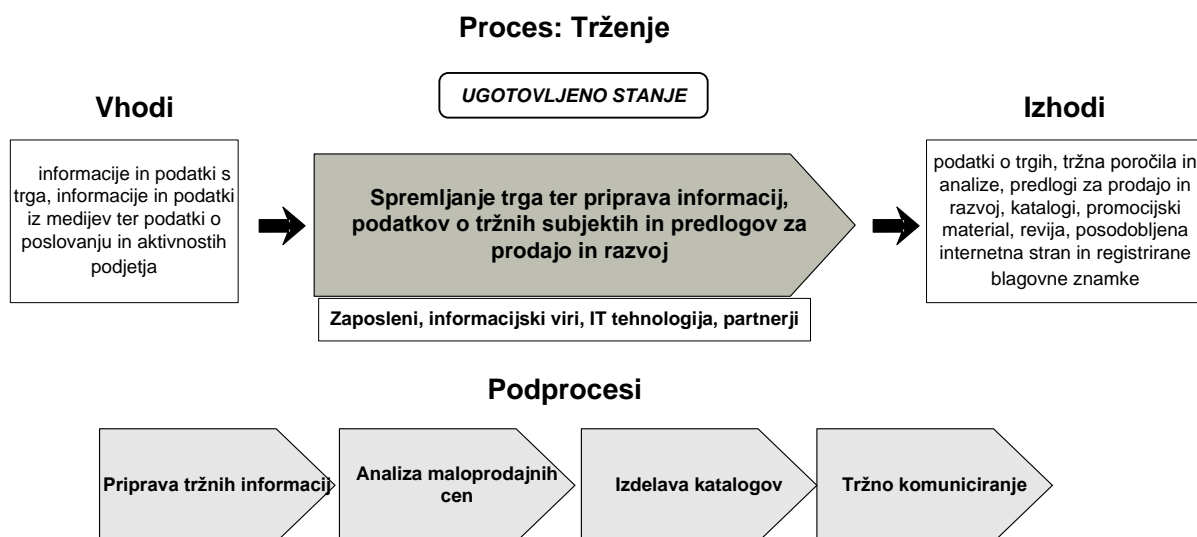 Proces: Trženje
UGOTOVLJENO STANJE
Vhodi
informacije in podatki s
trga, informacije in podatki
iz medijev ter podatki o
poslovanju in aktivnostih
podjetja
Spremljanje trga ter priprava informacij,
podatkov o tržnih subjektih in predlogov za
prodajo in razvoj
Zaposleni, informacijski viri, IT tehnologija, partnerji
Izhodi
podatki o trgih, tržna poročila in
analize, predlogi za prodajo in
razvoj, katalogi, promocijski
material, revija, posodobljena
internetna stran in registrirane
blagovne znamke
Podprocesi
Priprava tržnih informacij
Analiza maloprodajnih
cen
Izdelava katalogov
Tržno komuniciranje